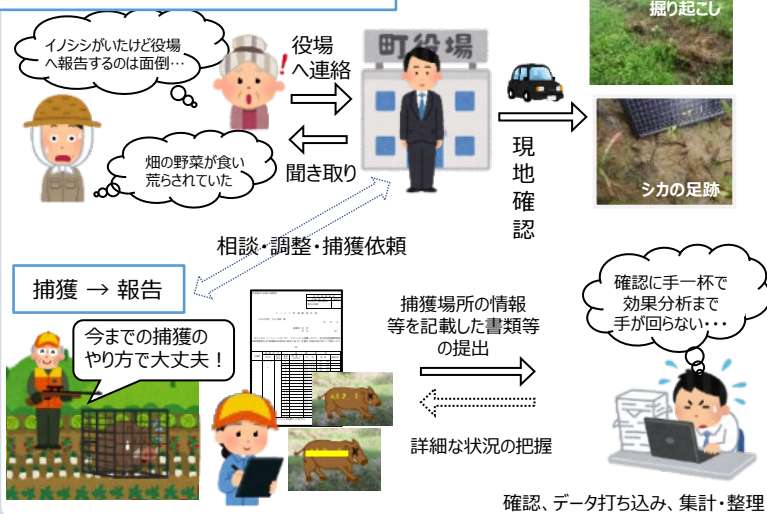 掘り起こし
イノシシがいたけど役場
へ報告するのは面倒…
役場
へ連絡
町役場
畑の野菜が食い
荒らされていた
聞き取り
現地確認
シカの足跡
相談・調整・捕獲依頼
捕獲 → 報告
今までの捕獲の
やり方で大丈夫！
捕獲場所の情報
等を記載した書類等
の提出
確認に手一杯で
効果分析まで
手が回らない・・・
詳細な状況の把握
確認、データ打ち込み、集計・整理